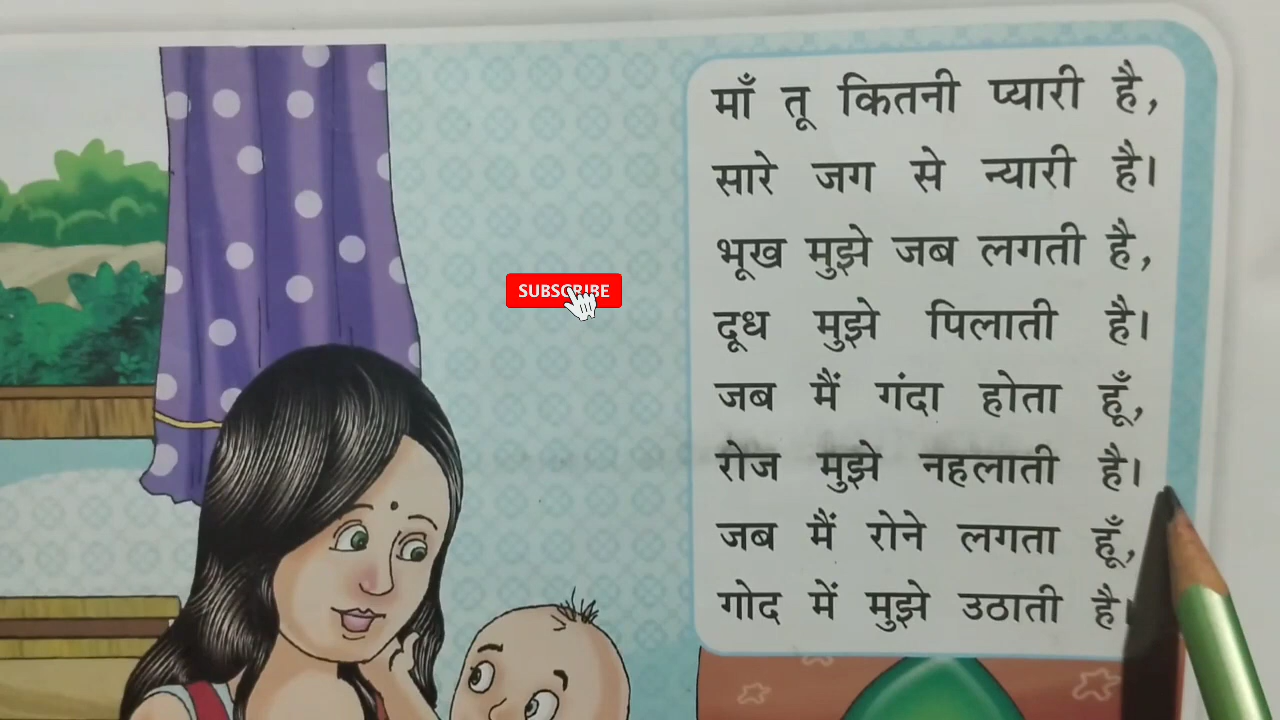 माँ तू कितनी प्यारी है,
सारे जग से न्यारी है।
भूख मुझे जब लगती है,
दूध मुझे पिलाती है।
जब मैं गंदा होता हूँ,
रोज मुझे नहलाती है।
जब मैं रोने लगता हूँ,
गोद में मुझे उठाती है।
SUBSCRIBE